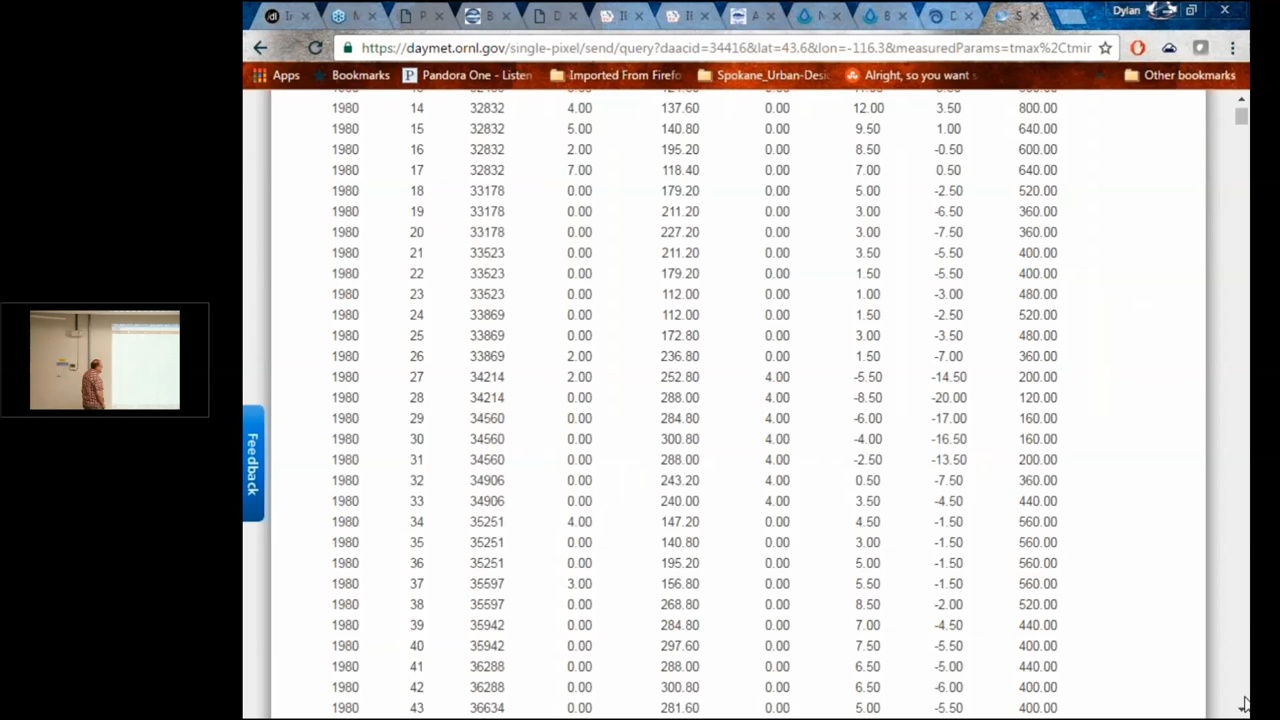 /dl I M P B D IE IE A N B D S Dylan
https://daymet.ornl.gov/single-pixel/send/query?daacid=34416&lat=43.6&lon=-116.3&measuredParams=tmax%2Ctmir
Apps Bookmarks Pandora One - Listen Imported From Firefo Spokane_Urban-Desi Alright, so you want s Other bookmarks
1980 14 32832 4.00 137.60 0.00 12.00 3.50 800.00
1980 15 32832 5.00 140.80 0.00 9.50 1.00 640.00
1980 16 32832 2.00 195.20 0.00 8.50 -0.50 600.00
1980 17 32832 7.00 118.40 0.00 7.00 0.50 640.00
1980 18 33178 0.00 179.20 0.00 5.00 -2.50 520.00
1980 19 33178 0.00 211.20 0.00 3.00 -6.50 360.00
1980 20 33178 0.00 227.20 0.00 3.00 -7.50 360.00
1980 21 33523 0.00 211.20 0.00 3.50 -5.50 400.00
1980 22 33523 0.00 179.20 0.00 1.50 -5.50 400.00
1980 23 33523 0.00 112.00 0.00 1.00 -3.00 480.00
1980 24 33869 0.00 112.00 0.00 1.50 -2.50 520.00
1980 25 33869 0.00 172.80 0.00 3.00 -3.50 480.00
1980 26 33869 2.00 236.80 0.00 1.50 -7.00 360.00
1980 27 34214 2.00 252.80 4.00 -5.50 -14.50 200.00
1980 28 34214 0.00 288.00 4.00 -8.50 -20.00 120.00
1980 29 34560 0.00 284.80 4.00 -6.00 -17.00 160.00
1980 30 34560 0.00 300.80 4.00 -4.00 -16.50 160.00
1980 31 34560 0.00 288.00 4.00 -2.50 -13.50 200.00
1980 32 34906 0.00 243.20 4.00 0.50 -7.50 360.00
1980 33 34906 0.00 240.00 4.00 3.50 -4.50 440.00
1980 34 35251 4.00 147.20 0.00 4.50 -1.50 560.00
1980 35 35251 0.00 140.80 0.00 3.00 -1.50 560.00
1980 36 35251 0.00 195.20 0.00 5.00 -1.50 560.00
1980 37 35597 3.00 156.80 0.00 5.50 -1.50 560.00
1980 38 35597 0.00 268.80 0.00 8.50 -2.00 520.00
1980 39 35942 0.00 284.80 0.00 7.00 -4.50 440.00
1980 40 35942 0.00 297.60 0.00 7.50 -5.50 400.00
1980 41 36288 0.00 288.00 0.00 6.50 -5.00 440.00
1980 42 36288 0.00 300.80 0.00 6.50 -6.00 400.00
1980 43 36634 0.00 281.60 0.00 5.00 -5.50 400.00
Feedback